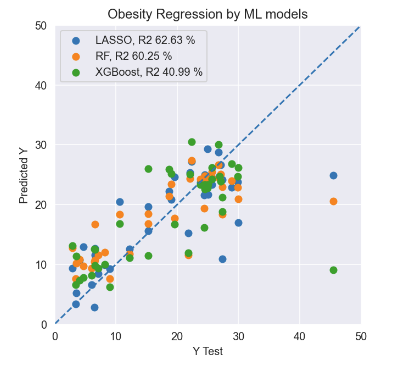 Obesity Regression by ML models
LASSO, R2 62.63 %
RF, R2 60.25 %
XGBoost, R2 40.99 %
Predicted Y
50
40
30
20
10
0
0 10 20 30 40 50
Y Test